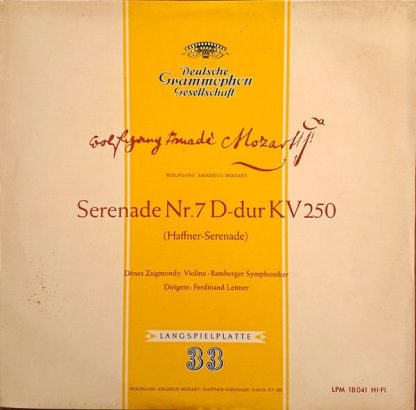 Deutsche
Grammophon
Gesellschaft
Wolfgang Amadè Mozart
WOLFGANG AMADEUS MOZART
Serenade Nr. 7 D-dur KV 250
(Haffner-Serenade)
Dénes Zsigmondy, Violine · Bamberger Symphoniker
Dirigent: Ferdinand Leitner
LANGSPIELPLATTE
33
WOLFGANG AMADEUS MOZART, HAFFNER-SERENADE D-DUR KV 250
LPM 18041 HI-FI